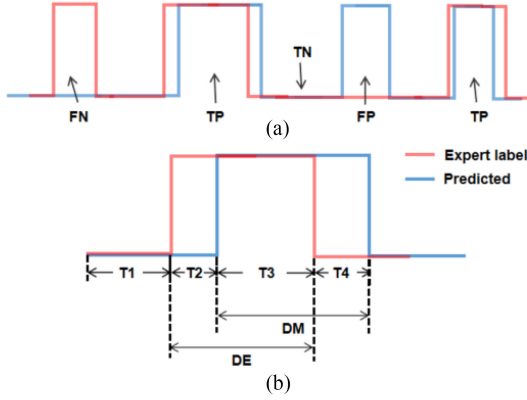 TN
FN
TP
FP
TP
(a)
Expert label
Predicted
T1
T2
T3
T4
DM
DE
(b)